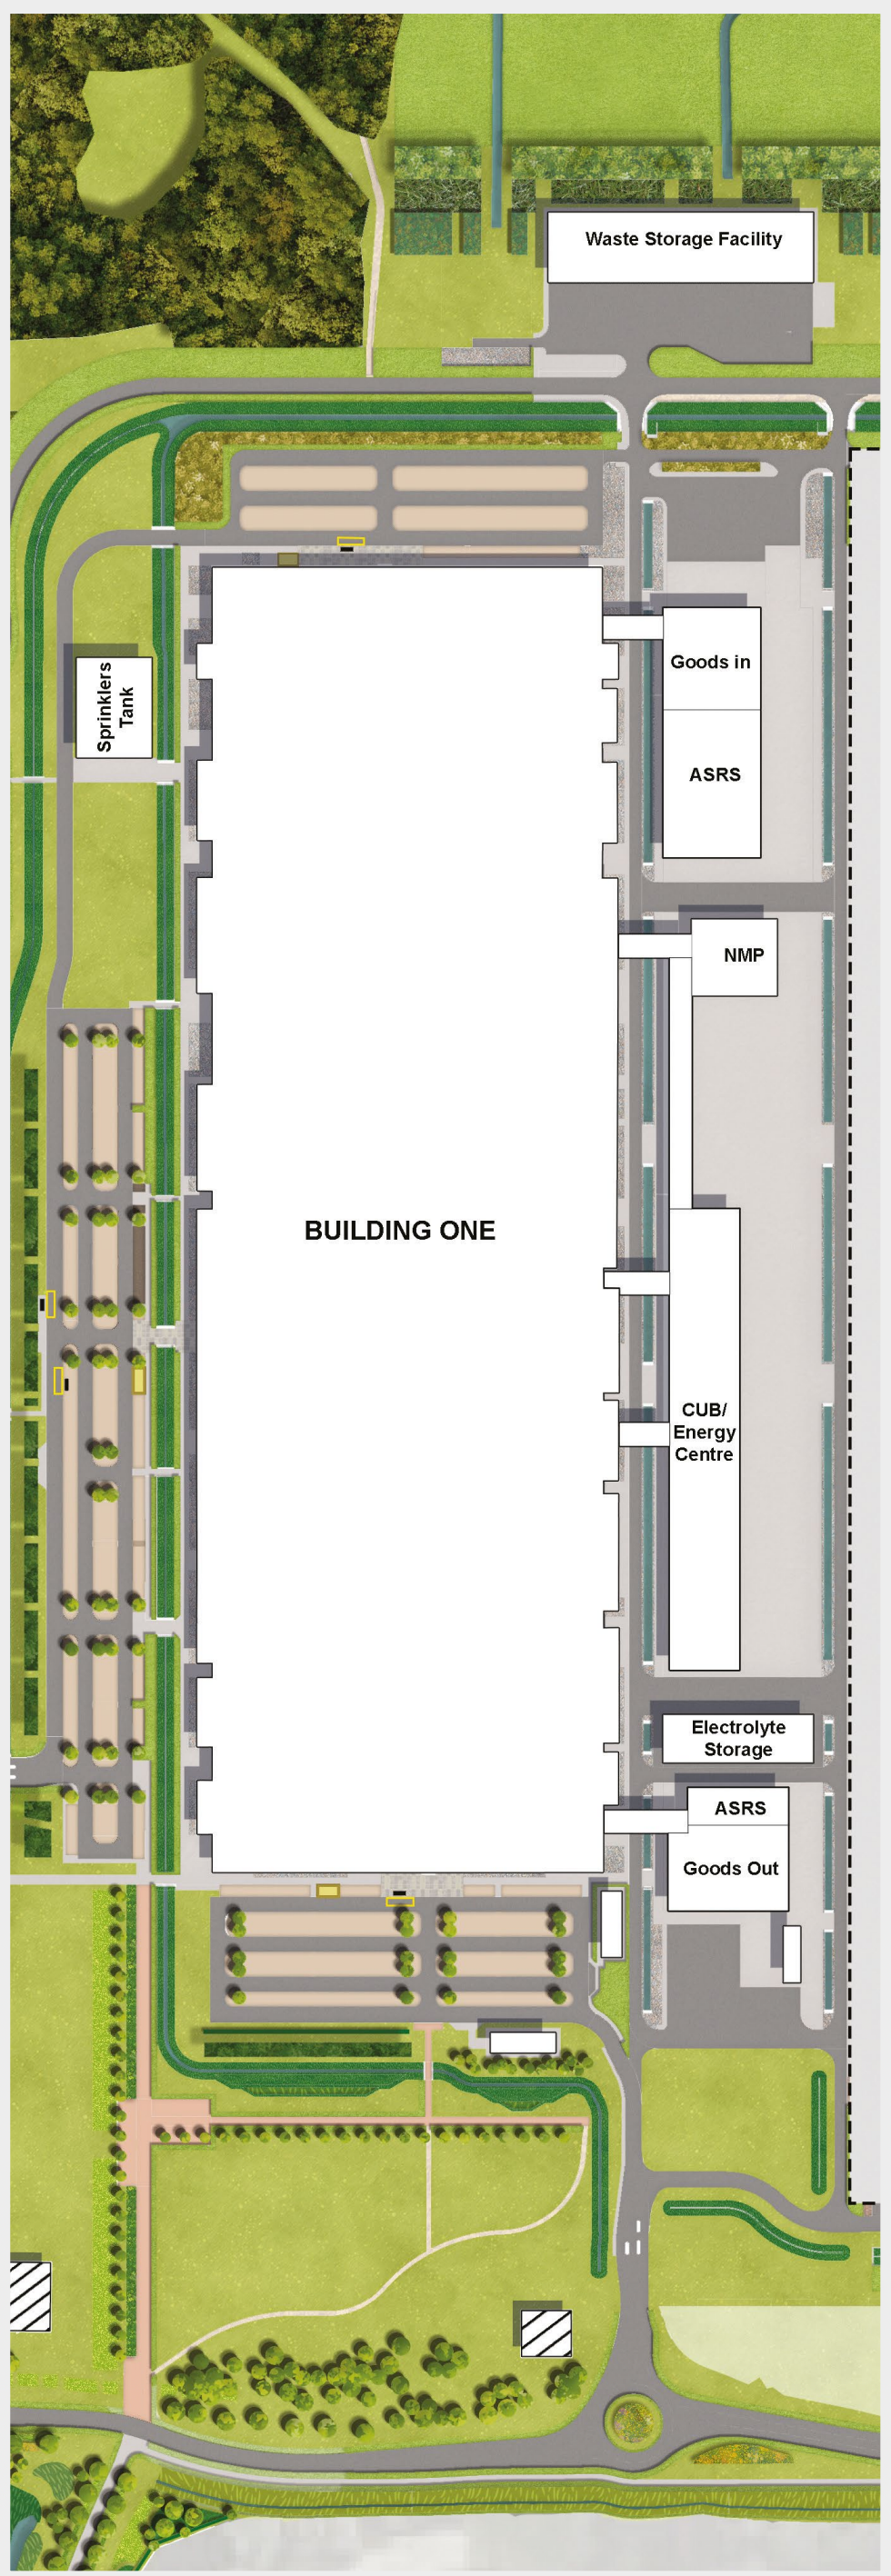 Waste Storage Facility
Sprinklers
Tank
Goods in
ASRS
NMP
BUILDING ONE
CUB/
Energy
Centre
Electrolyte
Storage
ASRS
Goods Out